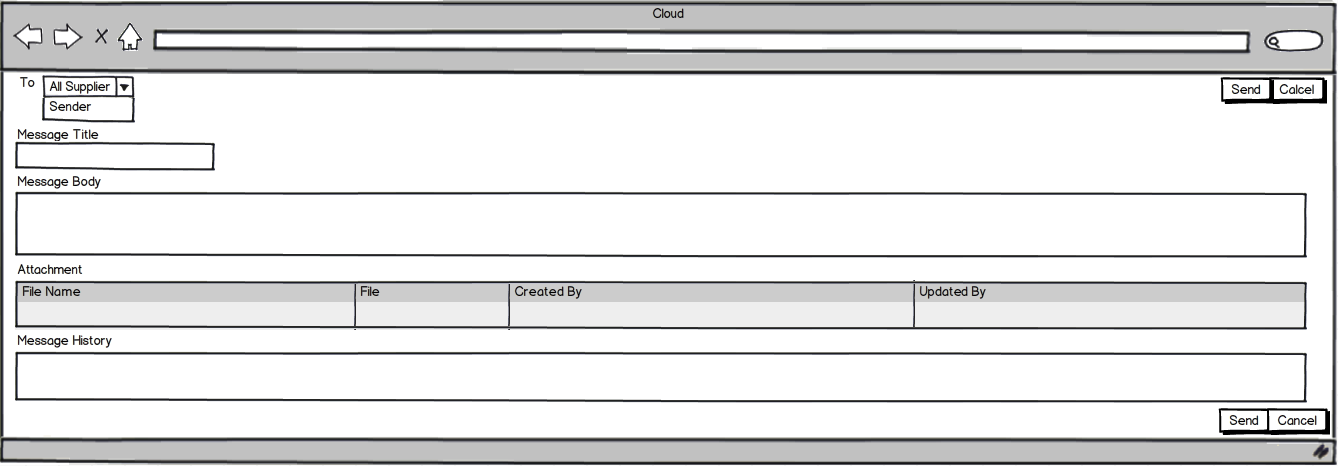 Cloud
To All Supplier Send Calcel
Sender
Message Title
Message Body
Attachment
File Name File Created By Updated By
Message History
Send Cancel